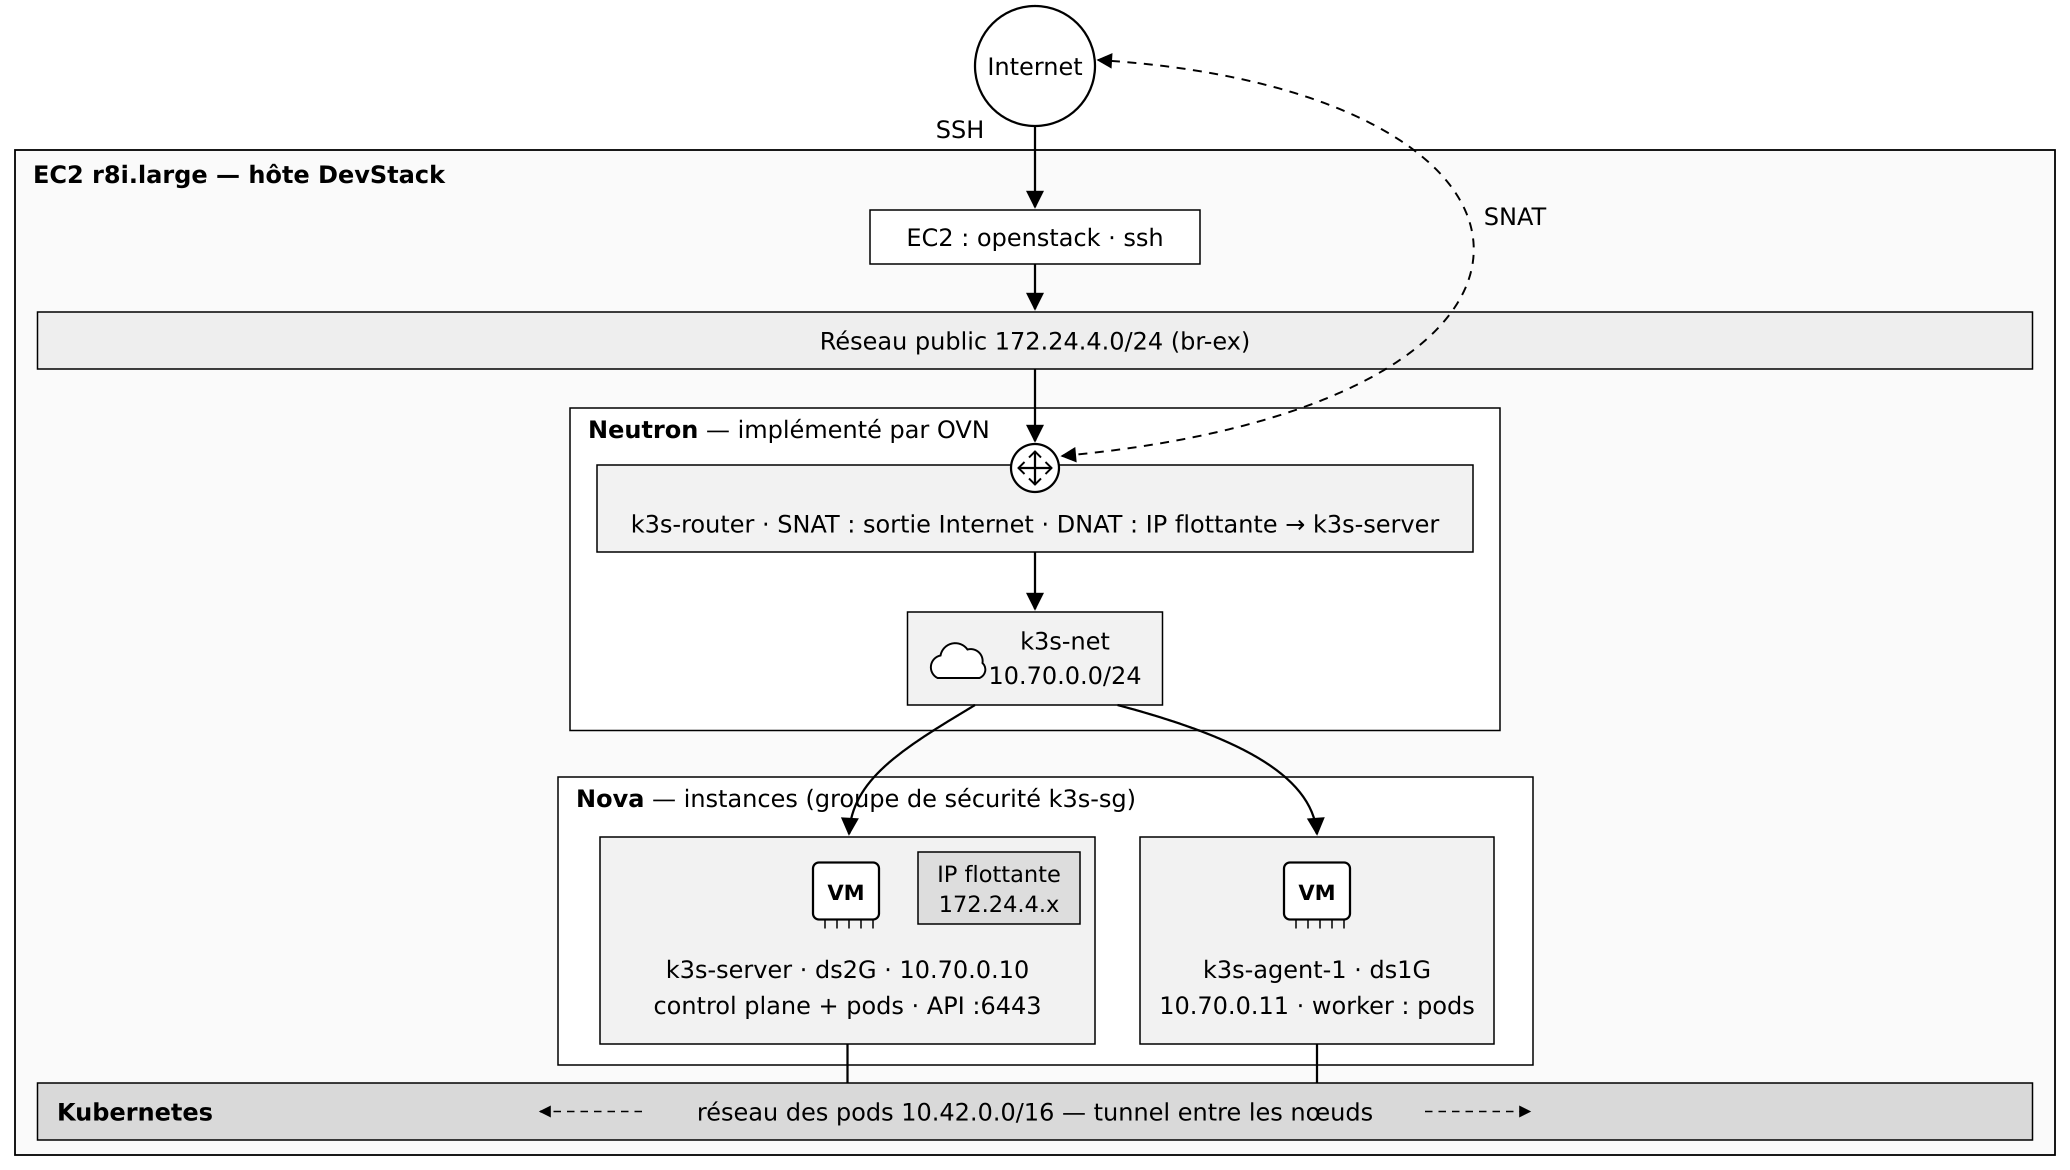 Internet
SSH
EC2 r8i.large — hôte DevStack
SNAT
EC2 : openstack · ssh
Réseau public 172.24.4.0/24 (br-ex)
Neutron — implémenté par OVN
k3s-router · SNAT : sortie Internet · DNAT : IP flottante → k3s-server
k3s-net
10.70.0.0/24
Nova — instances (groupe de sécurité k3s-sg)
VM
IP flottante
172.24.4.x
k3s-server · ds2G · 10.70.0.10
control plane + pods · API :6443
VM
k3s-agent-1 · ds1G
10.70.0.11 · worker : pods
Kubernetes
réseau des pods 10.42.0.0/16 — tunnel entre les nœuds